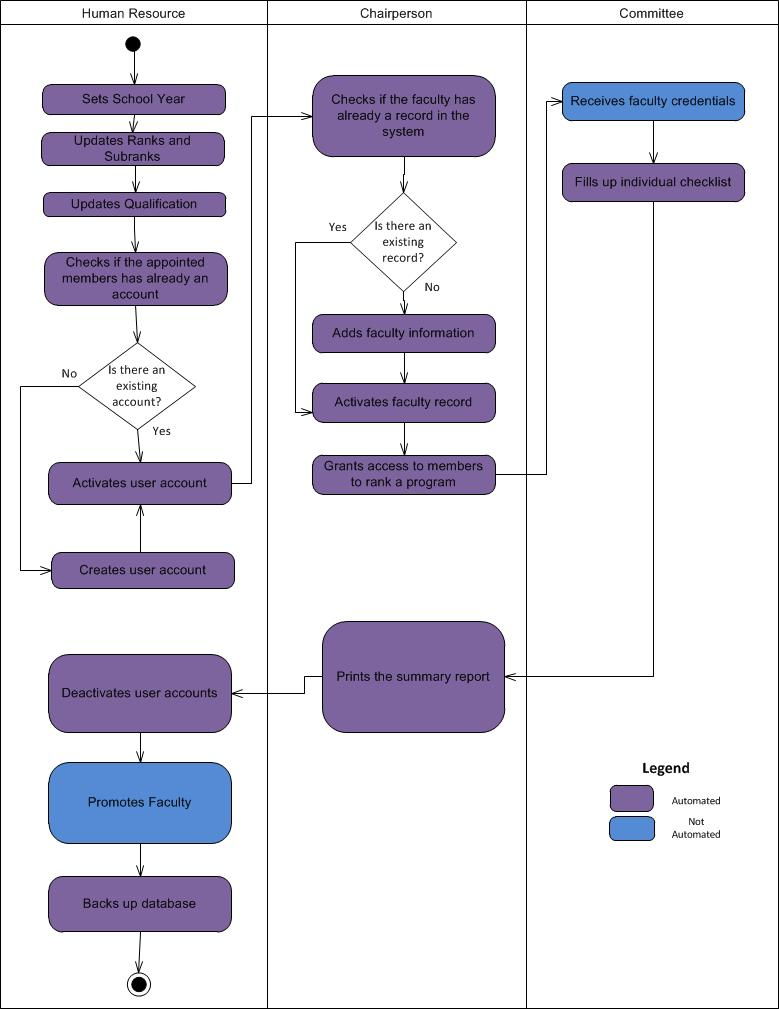 Human Resource
Chairperson
Committee
Sets School Year
Updates Ranks and
Subranks
Updates Qualification
Checks if the appointed
members has already an
account
Is there an
existing
account?
No
Yes
Activates user account
Creates user account
Checks if the faculty has
already a record in the
system
Is there an
existing
record?
Yes
No
Adds faculty information
Activates faculty record
Grants access to members
to rank a program
Receives faculty credentials
Fills up individual checklist
Prints the summary report
Deactivates user accounts
Promotes Faculty
Backs up database
Legend
Automated
Not
Automated